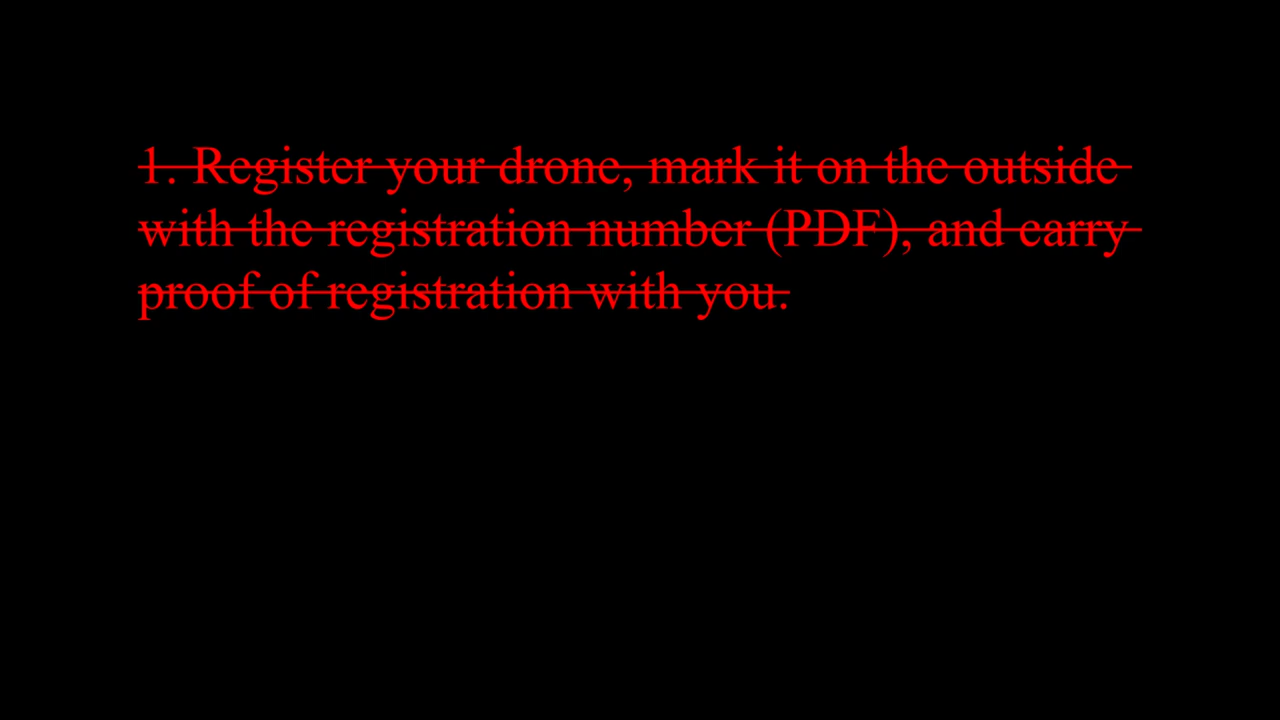 1. Register your drone, mark it on the outside
with the registration number (PDF), and carry
proof of registration with you.